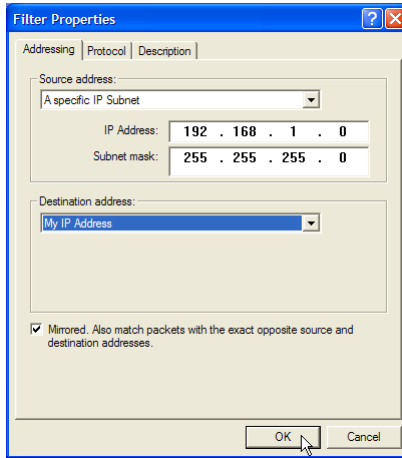 Filter Properties
Addressing Protocol Description
Source address:
A specific IP Subnet
IP Address: 192 . 168 . 1 . 0
Subnet mask: 255 . 255 . 255 . 0
Destination address:
My IP Address
Mirrored. Also match packets with the exact opposite source and
destination addresses.
OK Cancel